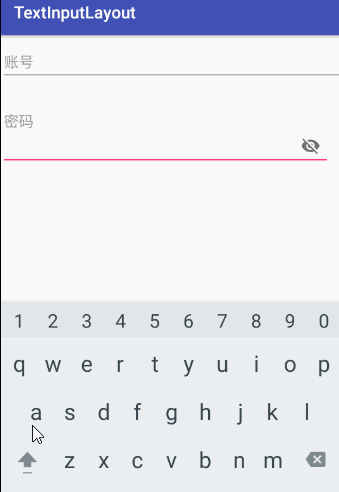 TextInputLayout
账号
密码
1 2 3 4 5 6 7 8 9 0
q w e r t y u i o p
a s d f g h j k l
z x c v b n m